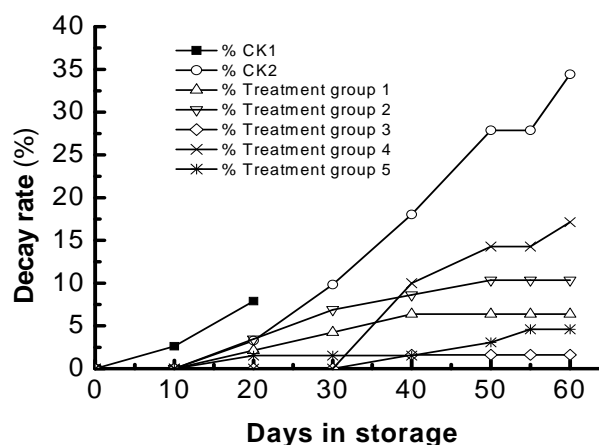 40
35
30
25
20
15
10
5
0
Decay rate (%)
% CK1
% CK2
% Treatment group 1
% Treatment group 2
% Treatment group 3
% Treatment group 4
% Treatment group 5
0 10 20 30 40 50 60
Days in storage